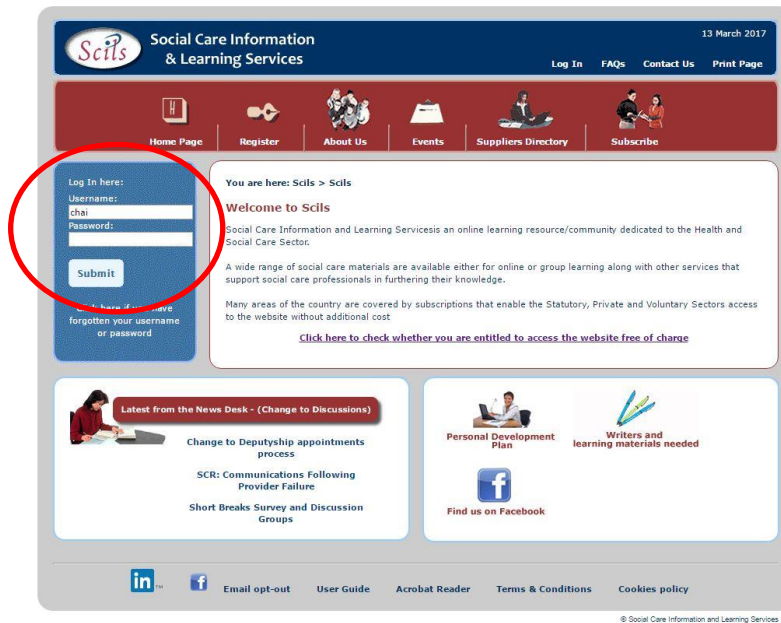 Scils
Social Care Information
& Learning Services
13 March 2017
Log In FAQs Contact Us Print Page
H
Home Page Register About Us Events Suppliers Directory Subscribe
Log In here:
Username:
chai
Password:
Submit
Click here if you have
forgotten your username
or password
You are here: Scils > Scils
Welcome to Scils
Social Care Information and Learning Servicesis an online learning resource/community dedicated to the Health and
Social Care Sector.
A wide range of social care materials are available either for online or group learning along with other services that
support social care professionals in furthering their knowledge.
Many areas of the country are covered by subscriptions that enable the Statutory, Private and Voluntary Sectors access
to the website without additional cost
Click here to check whether you are entitled to access the website free of charge
Latest from the News Desk - (Change to Discussions)
Change to Deputyship appointments
process
SCR: Communications Following
Provider Failure
Short Breaks Survey and Discussion
Groups
Personal Development
Plan
Writers and
learning materials needed
f
Find us on Facebook
in™ f Email opt-out User Guide Acrobat Reader Terms & Conditions Cookies policy
© Social Care Information and Learning Services